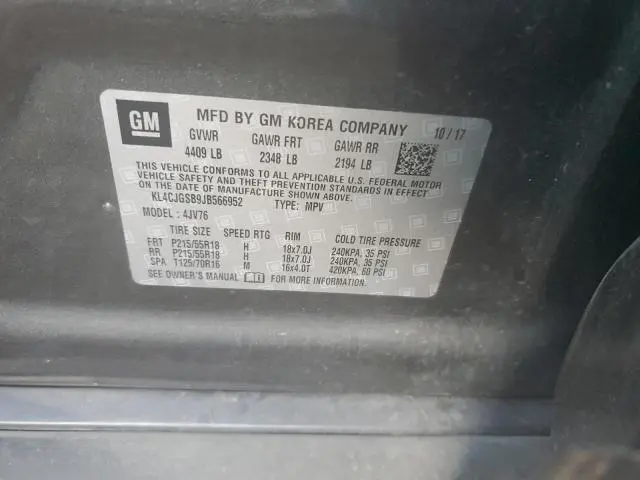 GM MFD BY GM KOREA COMPANY 10/17
GVWR GAWR FRT GAWR RR
4409 LB 2348 LB 2194 LB
THIS VEHICLE CONFORMS TO ALL APPLICABLE U.S. FEDERAL MOTOR
VEHICLE SAFETY, BUMPER, AND THEFT PREVENTION STANDARDS IN EFFECT
ON THE DATE OF MANUFACTURE SHOWN ABOVE.
KL4CJGSB9JB566952 TYPE: MPV
MODEL : 4JV76
TIRE SIZE SPEED RTG RIM COLD TIRE PRESSURE
FRT P215/55R18 H 18x7.0J 240KPA, 35 PSI
RR P215/55R18 H 18x7.0J 240KPA, 35 PSI
SPA T125/70R16 M 16x4.0T 420KPA, 60 PSI
SEE OWNER'S MANUAL FOR MORE INFORMATION.